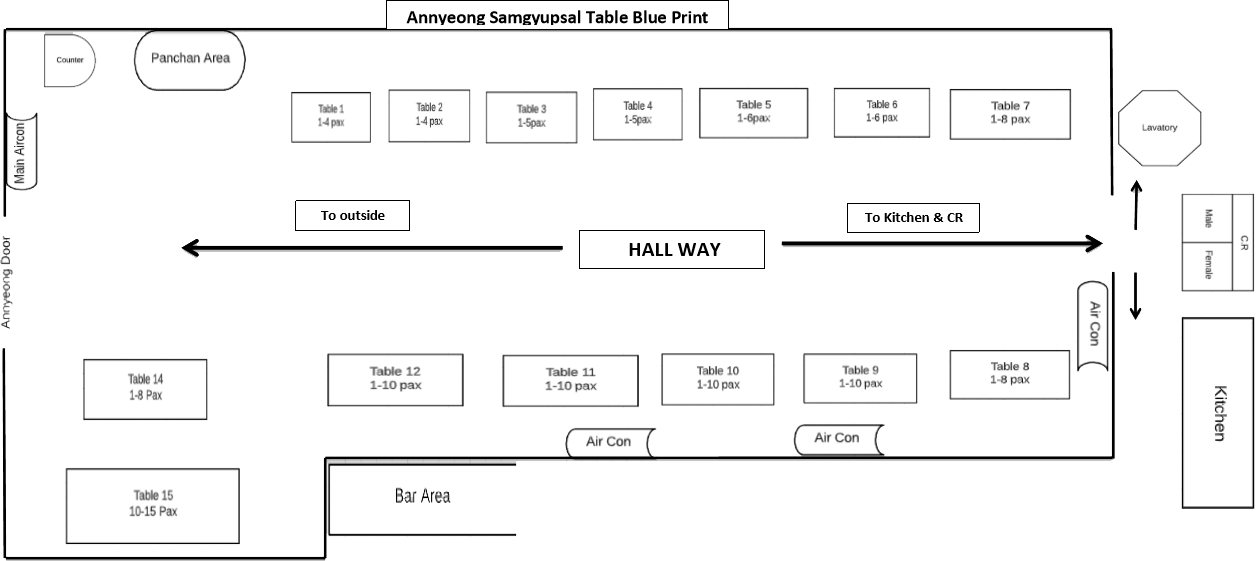 Annyeong Samgyupsal Table Blue Print
Counter
Panchan Area
Table 1
1-4 pax
Table 2
1-4 pax
Table 3
1-5pax
Table 4
1-5pax
Table 5
1-6pax
Table 6
1-6 pax
Table 7
1-8 pax
Lavatory
Main Aircon
To outside
To Kitchen & CR
HALL WAY
Male
Female
C.R
Annyeong Door
Air Con
Table 14
1-8 Pax
Table 12
1-10 pax
Table 11
1-10 pax
Table 10
1-10 pax
Table 9
1-10 pax
Table 8
1-8 pax
Kitchen
Air Con
Air Con
Table 15
10-15 Pax
Bar Area